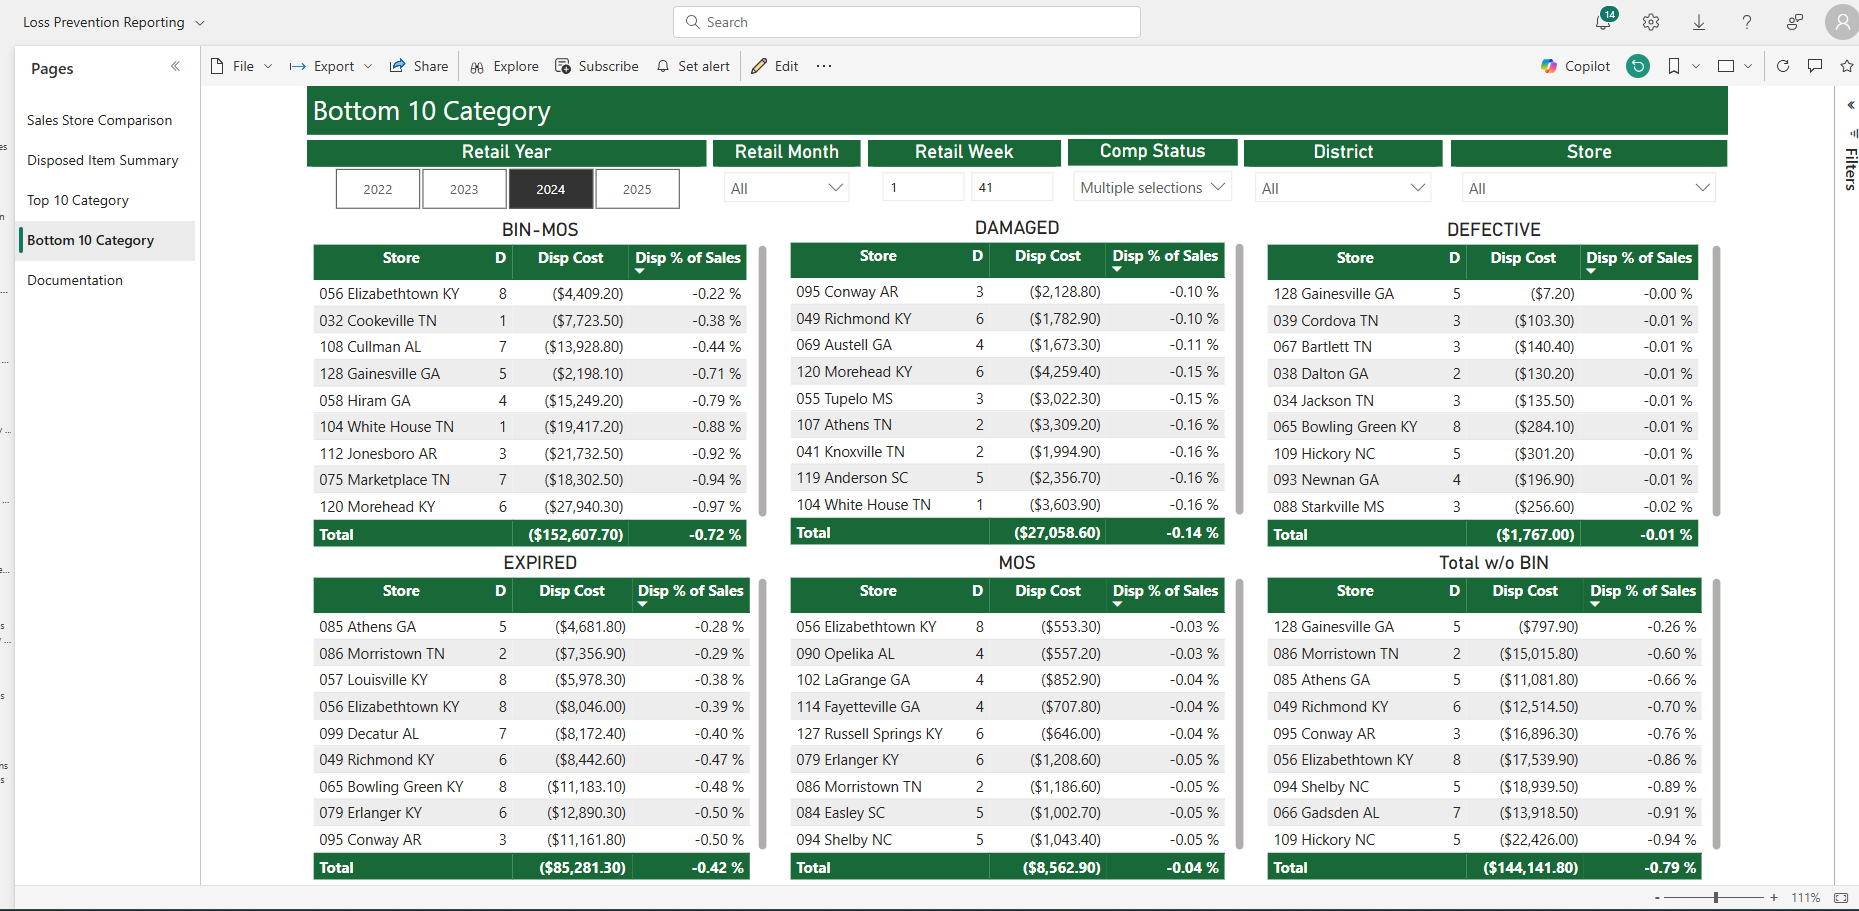 Loss Prevention Reporting
Search
14
Pages
File
Export
Share
Explore
Subscribe
Set alert
Edit
Copilot
Sales Store Comparison
Disposed Item Summary
Top 10 Category
Bottom 10 Category
Documentation
Filters
Bottom 10 Category
Retail Year Retail Month Retail Week Comp Status District Store
2022 2023 2024 2025 All 1 41 Multiple selections All All
BIN-MOS
Store D Disp Cost Disp % of Sales
056 Elizabethtown KY 8 ($4,409.20) -0.22 %
032 Cookeville TN 1 ($7,723.50) -0.38 %
108 Cullman AL 7 ($13,928.80) -0.44 %
128 Gainesville GA 5 ($2,198.10) -0.71 %
058 Hiram GA 4 ($15,249.20) -0.79 %
104 White House TN 1 ($19,417.20) -0.88 %
112 Jonesboro AR 3 ($21,732.50) -0.92 %
075 Marketplace TN 7 ($18,302.50) -0.94 %
120 Morehead KY 6 ($27,940.30) -0.97 %
Total ($152,607.70) -0.72 %
DAMAGED
Store D Disp Cost Disp % of Sales
095 Conway AR 3 ($2,128.80) -0.10 %
049 Richmond KY 6 ($1,782.90) -0.10 %
069 Austell GA 4 ($1,673.30) -0.11 %
120 Morehead KY 6 ($4,259.40) -0.15 %
055 Tupelo MS 3 ($3,022.30) -0.15 %
107 Athens TN 2 ($3,309.20) -0.16 %
041 Knoxville TN 2 ($1,994.90) -0.16 %
119 Anderson SC 5 ($2,356.70) -0.16 %
104 White House TN 1 ($3,603.90) -0.16 %
Total ($27,058.60) -0.14 %
DEFECTIVE
Store D Disp Cost Disp % of Sales
128 Gainesville GA 5 ($7.20) -0.00 %
039 Cordova TN 3 ($103.30) -0.01 %
067 Bartlett TN 3 ($140.40) -0.01 %
038 Dalton GA 2 ($130.20) -0.01 %
034 Jackson TN 3 ($135.50) -0.01 %
065 Bowling Green KY 8 ($284.10) -0.01 %
109 Hickory NC 5 ($301.20) -0.01 %
093 Newnan GA 4 ($196.90) -0.01 %
088 Starkville MS 3 ($256.60) -0.02 %
Total ($1,767.00) -0.01 %
EXPIRED
Store D Disp Cost Disp % of Sales
085 Athens GA 5 ($4,681.80) -0.28 %
086 Morristown TN 2 ($7,356.90) -0.29 %
057 Louisville KY 8 ($5,978.30) -0.38 %
056 Elizabethtown KY 8 ($8,046.00) -0.39 %
099 Decatur AL 7 ($8,172.40) -0.40 %
049 Richmond KY 6 ($8,442.60) -0.47 %
065 Bowling Green KY 8 ($11,183.10) -0.48 %
079 Erlanger KY 6 ($12,890.30) -0.50 %
095 Conway AR 3 ($11,161.80) -0.50 %
Total ($85,281.30) -0.42 %
MOS
Store D Disp Cost Disp % of Sales
056 Elizabethtown KY 8 ($553.30) -0.03 %
090 Opelika AL 4 ($557.20) -0.03 %
102 LaGrange GA 4 ($852.90) -0.04 %
114 Fayetteville GA 4 ($707.80) -0.04 %
127 Russell Springs KY 6 ($646.00) -0.04 %
079 Erlanger KY 6 ($1,208.60) -0.05 %
086 Morristown TN 2 ($1,186.60) -0.05 %
084 Easley SC 5 ($1,002.70) -0.05 %
094 Shelby NC 5 ($1,043.40) -0.05 %
Total ($8,562.90) -0.04 %
Total w/o BIN
Store D Disp Cost Disp % of Sales
128 Gainesville GA 5 ($797.90) -0.26 %
086 Morristown TN 2 ($15,015.80) -0.60 %
085 Athens GA 5 ($11,081.80) -0.66 %
049 Richmond KY 6 ($12,514.50) -0.70 %
095 Conway AR 3 ($16,896.30) -0.76 %
056 Elizabethtown KY 8 ($17,539.90) -0.86 %
094 Shelby NC 5 ($18,939.50) -0.89 %
066 Gadsden AL 7 ($13,918.50) -0.91 %
109 Hickory NC 5 ($22,426.00) -0.94 %
Total ($144,141.80) -0.79 %
- + 111%